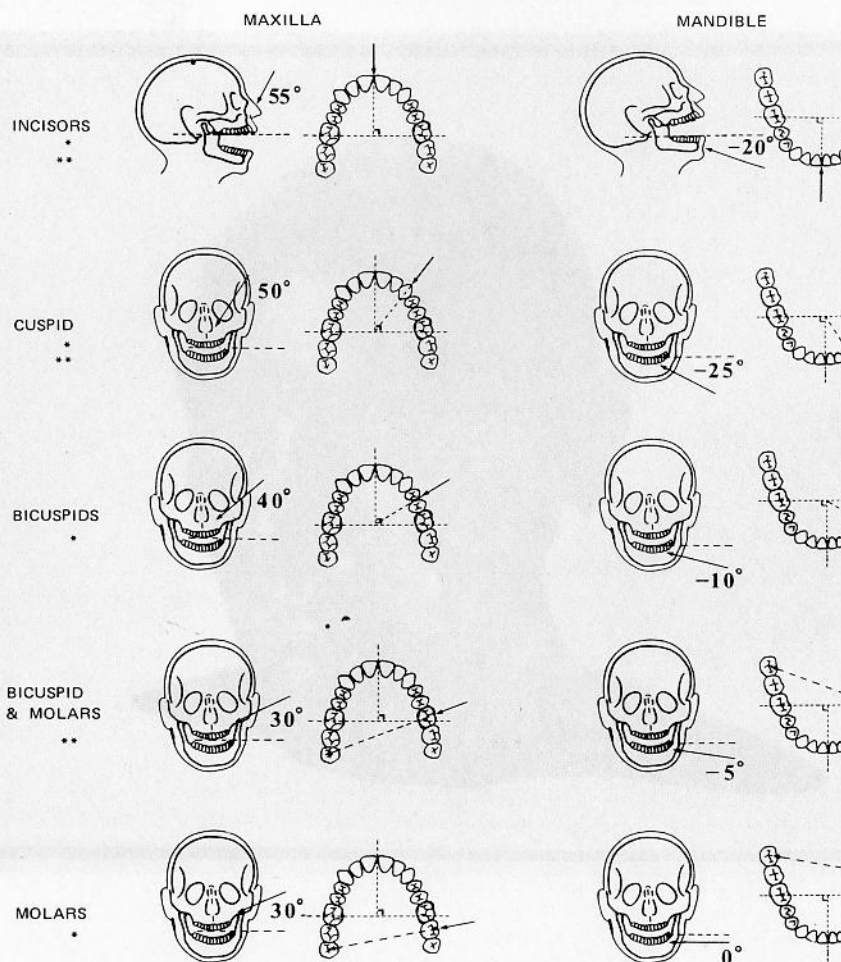 MAXILLA MANDIBLE
INCISORS 55° −20°
*
**
CUSPID 50° −25°
*
**
BICUSPIDS 40° −10°
*
BICUSPID 30° −5°
& MOLARS
**
MOLARS 30° 0°
*